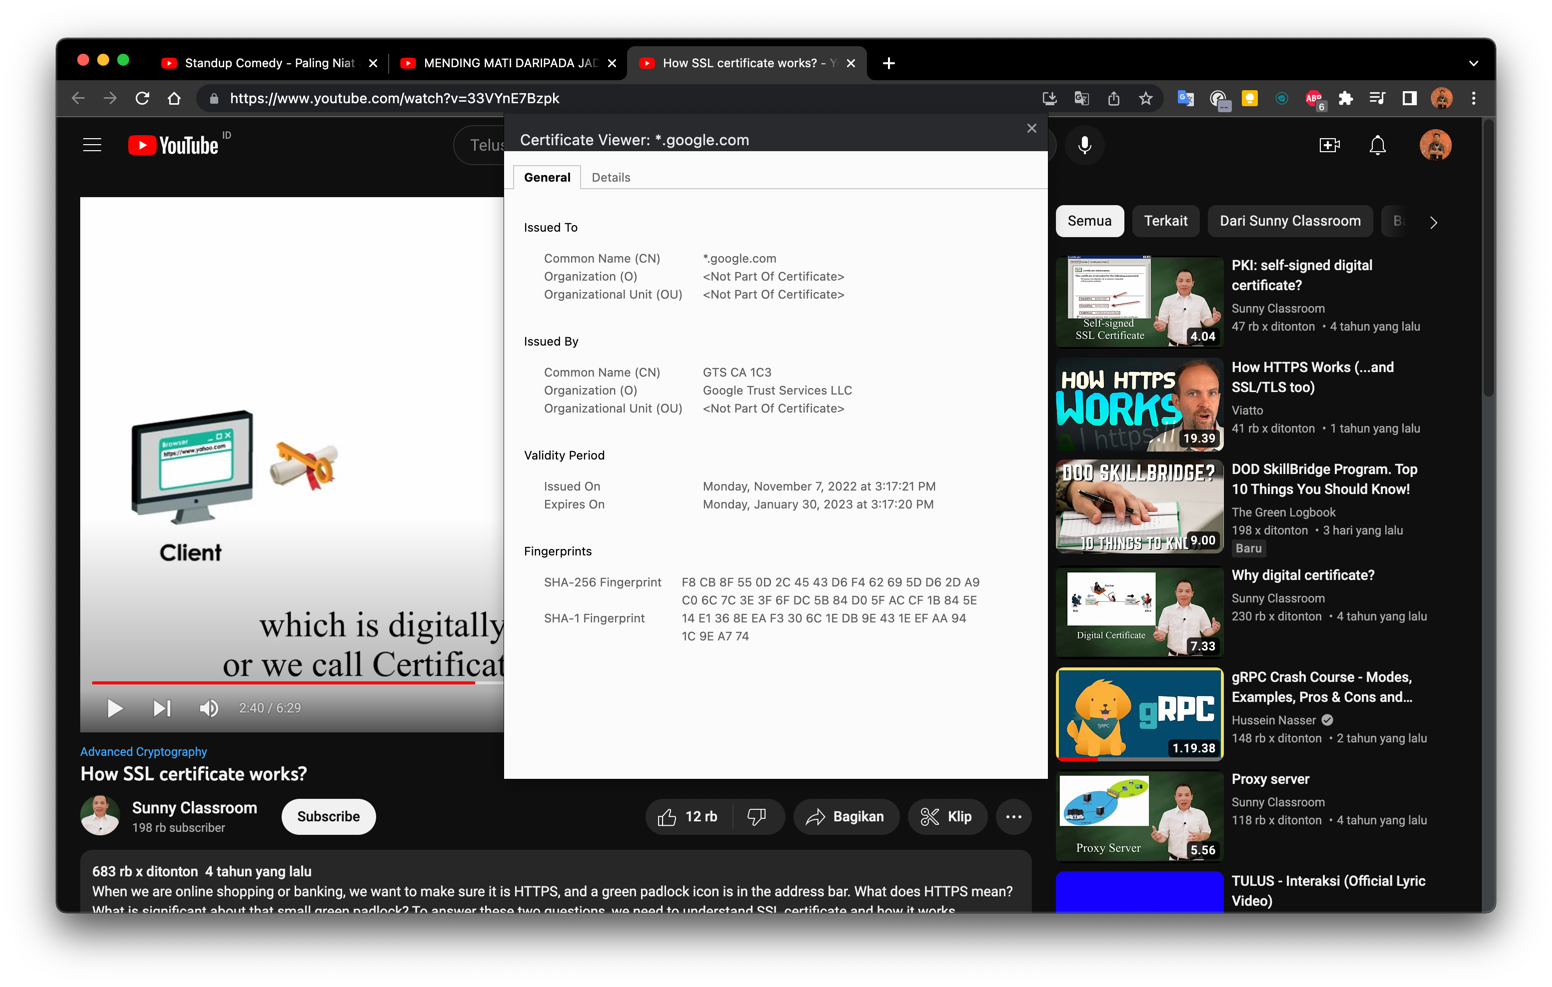 Standup Comedy - Paling Niat
MENDING MATI DARIPADA JAD
How SSL certificate works? - Y
https://www.youtube.com/watch?v=33VYnE7Bzpk
ABP
6
YouTube
ID
Telus
Certificate Viewer: *.google.com
General
Details
Issued To
Common Name (CN) *.google.com
Organization (O) <Not Part Of Certificate>
Organizational Unit (OU) <Not Part Of Certificate>
Issued By
Common Name (CN) GTS CA 1C3
Organization (O) Google Trust Services LLC
Organizational Unit (OU) <Not Part Of Certificate>
Validity Period
Issued On Monday, November 7, 2022 at 3:17:21 PM
Expires On Monday, January 30, 2023 at 3:17:20 PM
Fingerprints
SHA-256 Fingerprint F8 CB 8F 55 0D 2C 45 43 D6 F4 62 69 5D D6 2D A9
C0 6C 7C 3E 3F 6F DC 5B 84 D0 5F AC CF 1B 84 5E
SHA-1 Fingerprint 14 E1 36 8E EA F3 30 6C 1E DB 9E 43 1E EF AA 94
1C 9E A7 74
Browser
https://www.yahoo.com
Client
which is digitally
or we call Certificat
2:40 / 6:29
Advanced Cryptography
How SSL certificate works?
Sunny Classroom
198 rb subscriber
Subscribe
12 rb
Bagikan
Klip
683 rb x ditonton 4 tahun yang lalu
When we are online shopping or banking, we want to make sure it is HTTPS, and a green padlock icon is in the address bar. What does HTTPS mean?
What is significant about that small green padlock? To answer these two questions, we need to understand SSL certificate and how it works.
Semua
Terkait
Dari Sunny Classroom
Self-signed
SSL Certificate
4.04
PKI: self-signed digital
certificate?
Sunny Classroom
47 rb x ditonton • 4 tahun yang lalu
HOW HTTPS
WORKS
https://
19.39
How HTTPS Works (...and
SSL/TLS too)
Viatto
41 rb x ditonton • 1 tahun yang lalu
DOD SKILLBRIDGE?
10 THINGS TO KN
9.00
DOD SkillBridge Program. Top
10 Things You Should Know!
The Green Logbook
198 x ditonton • 3 hari yang lalu
Baru
Digital Certificate
7.33
Why digital certificate?
Sunny Classroom
230 rb x ditonton • 4 tahun yang lalu
gRPC
gRPC
1.19.38
gRPC Crash Course - Modes,
Examples, Pros & Cons and...
Hussein Nasser
148 rb x ditonton • 2 tahun yang lalu
Proxy Server
5.56
Proxy server
Sunny Classroom
118 rb x ditonton • 4 tahun yang lalu
TULUS - Interaksi (Official Lyric
Video)